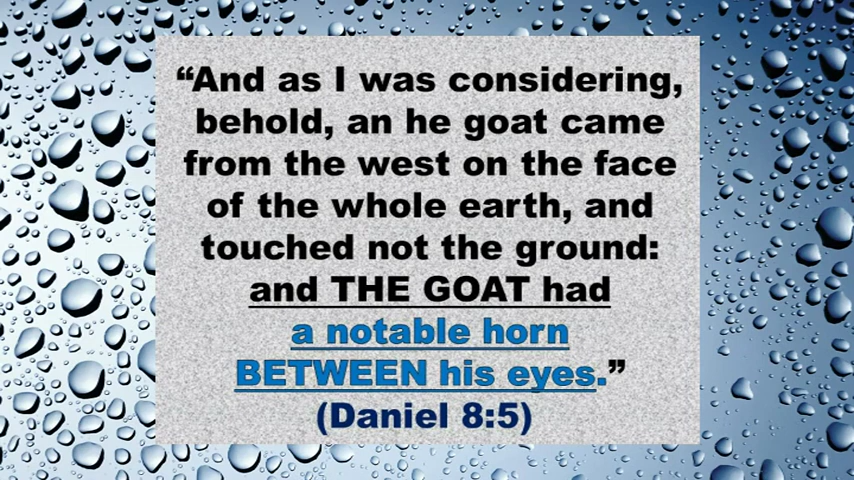 “And as I was considering,
behold, an he goat came
from the west on the face
of the whole earth, and
touched not the ground:
and THE GOAT had
a notable horn
BETWEEN his eyes.”
(Daniel 8:5)